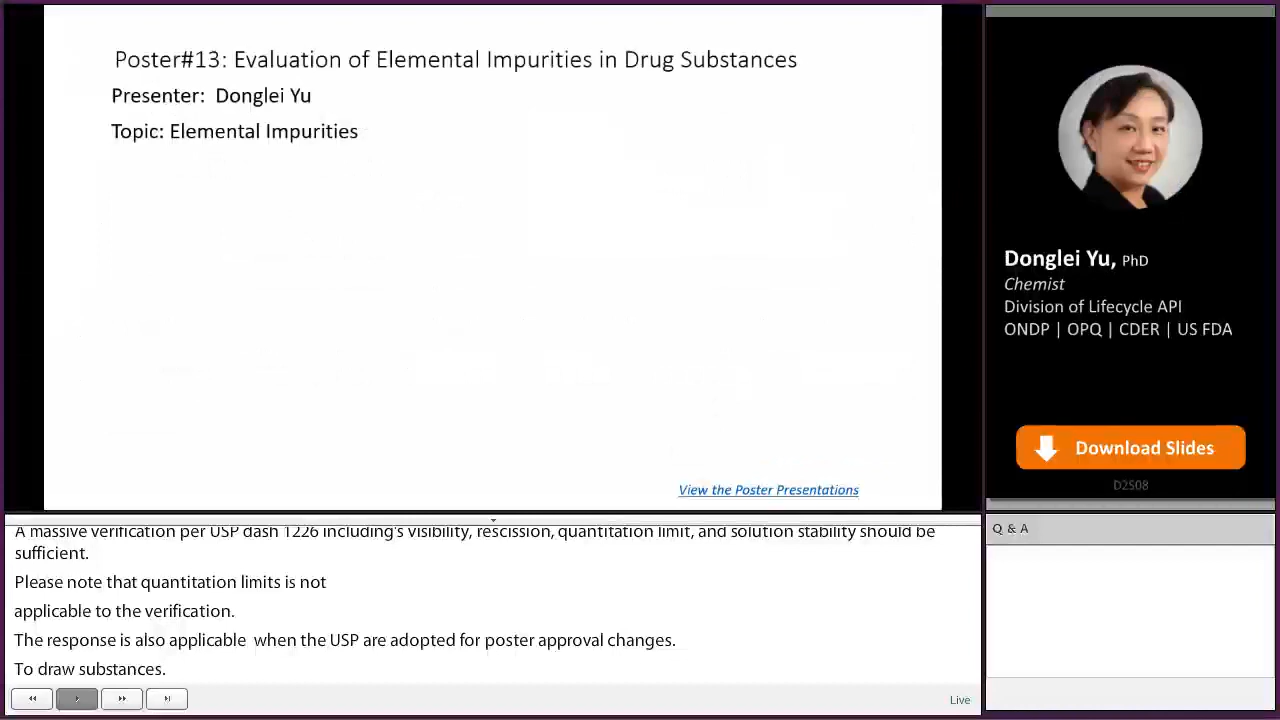 Poster#13: Evaluation of Elemental Impurities in Drug Substances
Presenter: Donglei Yu
Topic: Elemental Impurities
View the Poster Presentations
Donglei Yu, PhD
Chemist
Division of Lifecycle API
ONDP | OPQ | CDER | US FDA
Download Slides
D2S08
A massive verification per USP dash 1226 including's visibility, rescission, quantitation limit, and solution stability should be
sufficient.
Please note that quantitation limits is not
applicable to the verification.
The response is also applicable when the USP are adopted for poster approval changes.
To draw substances.
Live
Q & A